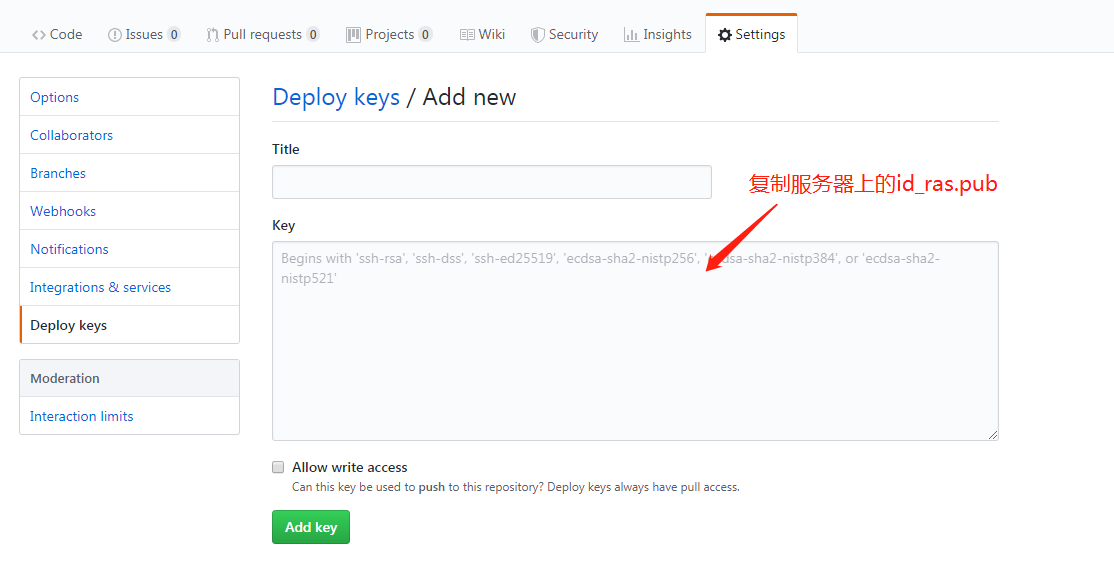 Code Issues 0 Pull requests 0 Projects 0 Wiki Security Insights Settings
Options
Collaborators
Branches
Webhooks
Notifications
Integrations & services
Deploy keys
Moderation
Interaction limits
Deploy keys / Add new
Title
复制服务器上的id_ras.pub
Key
Begins with 'ssh-rsa', 'ssh-dss', 'ssh-ed25519', 'ecdsa-sha2-nistp256', 'ecdsa-sha2-nistp384', or 'ecdsa-sha2-
nistp521'
Allow write access
Can this key be used to push to this repository? Deploy keys always have pull access.
Add key